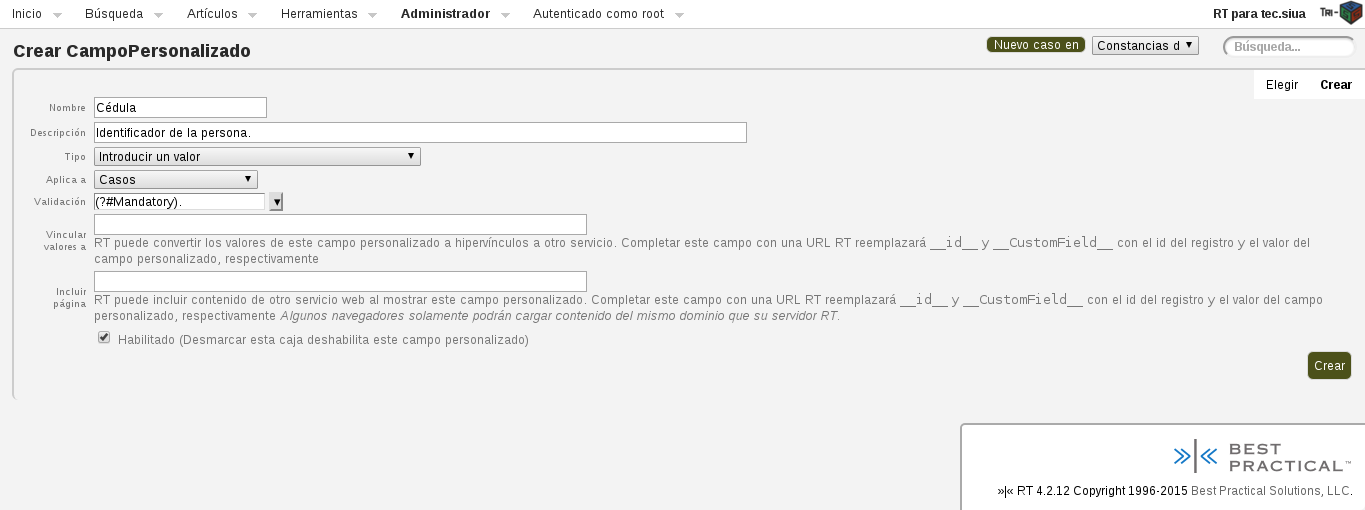 Inicio Búsqueda Artículos Herramientas Administrador Autenticado como root RT para tec.siua TRI-
Crear CampoPersonalizado Nuevo caso en Constancias d Búsqueda...
Elegir Crear
Nombre Cédula
Descripción Identificador de la persona.
Tipo Introducir un valor
Aplica a Casos
Validación (?#Mandatory).
Vincular valores a
RT puede convertir los valores de este campo personalizado a hipervínculos a otro servicio. Completar este campo con una URL RT reemplazará __id__ y __CustomField__ con el id del registro y el valor del
campo personalizado, respectivamente
Incluir página
RT puede incluir contenido de otro servicio web al mostrar este campo personalizado. Completar este campo con una URL RT reemplazará __id__ y __CustomField__ con el id del registro y el valor del campo
personalizado, respectivamente Algunos navegadores solamente podrán cargar contenido del mismo dominio que su servidor RT.
Habilitado (Desmarcar esta caja deshabilita este campo personalizado)
Crear
BEST
PRACTICAL™
»|« RT 4.2.12 Copyright 1996-2015 Best Practical Solutions, LLC.